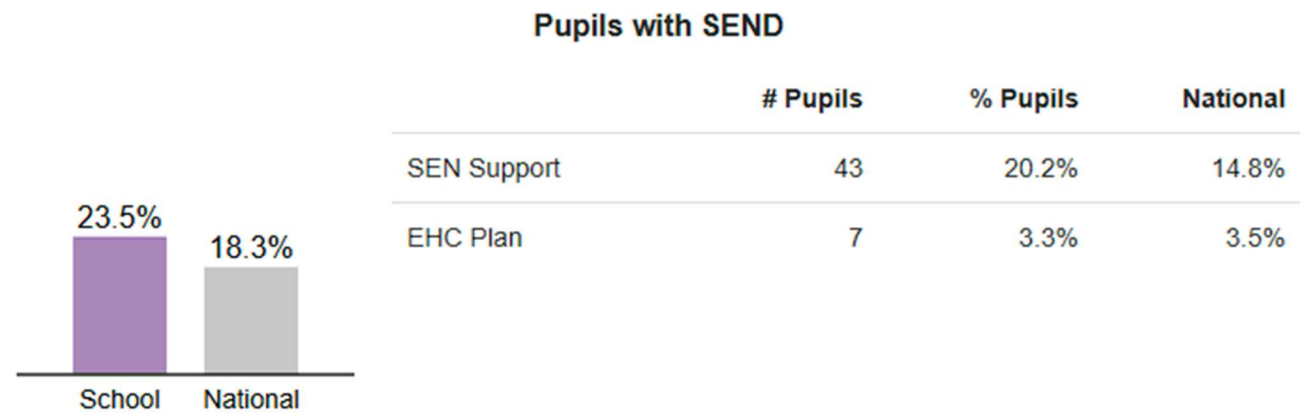 Pupils with SEND
# Pupils % Pupils National
SEN Support 43 20.2% 14.8%
EHC Plan 7 3.3% 3.5%
23.5%
18.3%
School National